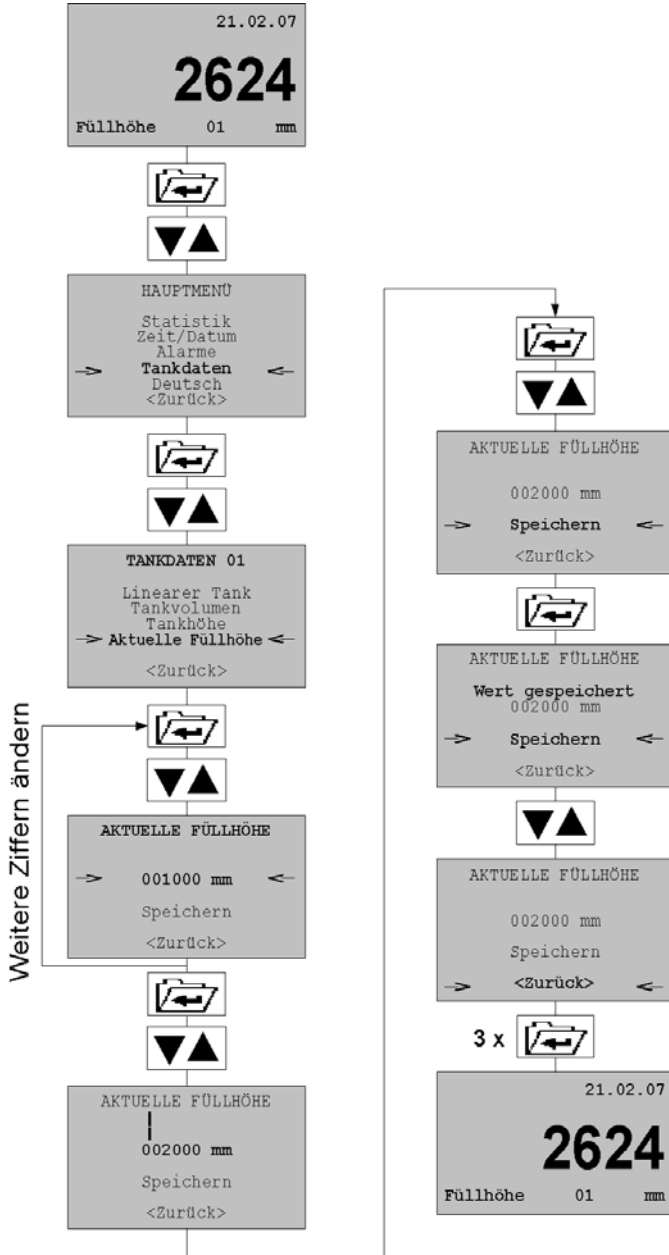 21.02.07
2624
Füllhöhe 01 mm
HAUPTMENÜ
Statistik
Zeit/Datum
Alarme
-> Tankdaten <-
Deutsch
<Zurück>
TANKDATEN 01
Linearer Tank
Tankvolumen
Tankhöhe
-> Aktuelle Füllhöhe <-
<Zurück>
Weitere Ziffern ändern
AKTUELLE FÜLLHÖHE
-> 001000 mm <-
Speichern
<Zurück>
AKTUELLE FÜLLHÖHE
002000 mm
Speichern
<Zurück>
AKTUELLE FÜLLHÖHE
002000 mm
-> Speichern <-
<Zurück>
AKTUELLE FÜLLHÖHE
Wert gespeichert
002000 mm
-> Speichern <-
<Zurück>
AKTUELLE FÜLLHÖHE
002000 mm
Speichern
-> <Zurück> <-
3 x
21.02.07
2624
Füllhöhe 01 mm